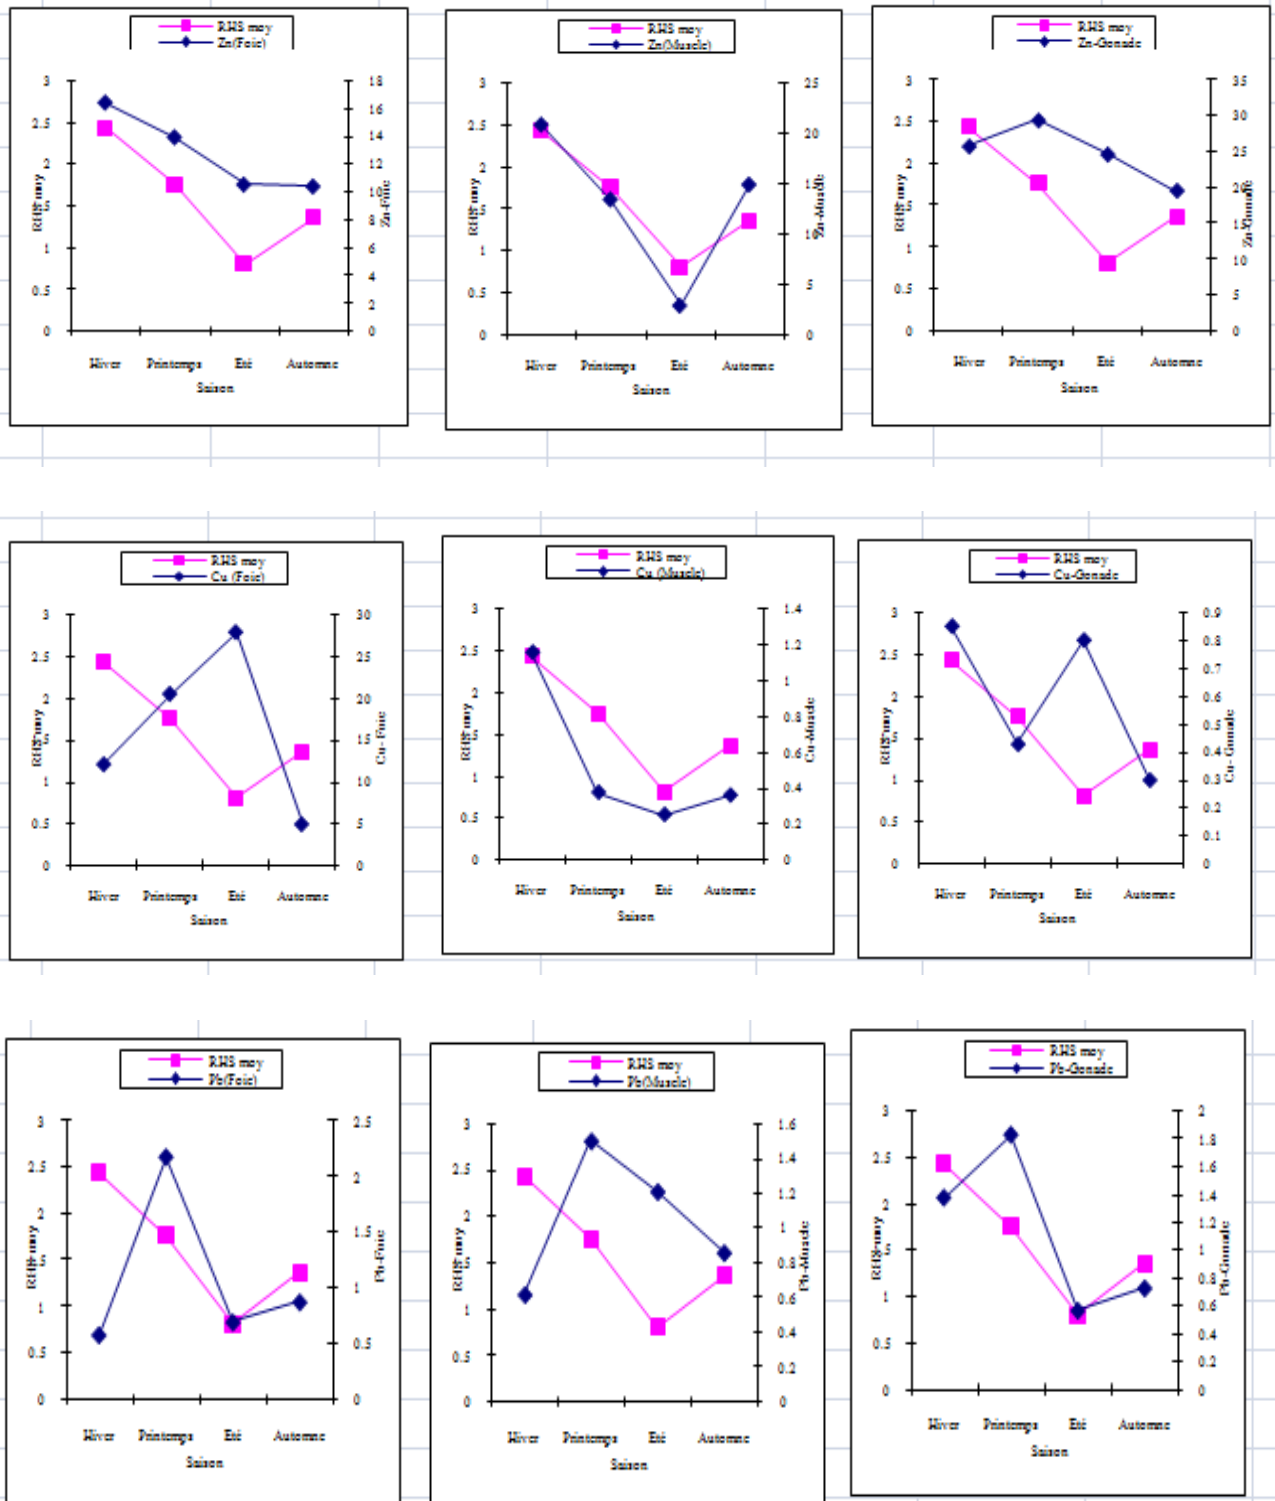 RHS moy
Zn(Foie)
3
2.5
2
1.5
1
0.5
0
RHS moy
18
16
14
12
10
8
6
4
2
0
Zn-Foie
Hiver Printemps Eté Automne
Saison
RHS moy
Zn(Muscle)
3
2.5
2
1.5
1
0.5
0
RHS moy
25
20
15
10
5
0
Zn-Muscle
Hiver Printemps Eté Automne
Saison
RHS moy
Zn-Gonade
3
2.5
2
1.5
1
0.5
0
RHS moy
35
30
25
20
15
10
5
0
Zn-Gonade
Hiver Printemps Eté Automne
Saison
RHS moy
Cu (Foie)
3
2.5
2
1.5
1
0.5
0
RHS moy
30
25
20
15
10
5
0
Cu- Foie
Hiver Printemps Eté Automne
Saison
RHS moy
Cu (Muscle)
3
2.5
2
1.5
1
0.5
0
RHS moy
1.4
1.2
1
0.8
0.6
0.4
0.2
0
Cu-Muscle
Hiver Printemps Eté Automne
Saison
RHS moy
Cu-Gonade
3
2.5
2
1.5
1
0.5
0
RHS moy
0.9
0.8
0.7
0.6
0.5
0.4
0.3
0.2
0.1
0
Cu- Gonade
Hiver Printemps Eté Automne
Saison
RHS moy
Pb(Foie)
3
2.5
2
1.5
1
0.5
0
RHS moy
2.5
2
1.5
1
0.5
0
Pb-Foie
Hiver Printemps Eté Automne
Saison
RHS moy
Pb(Muscle)
3
2.5
2
1.5
1
0.5
0
RHS moy
1.6
1.4
1.2
1
0.8
0.6
0.4
0.2
0
Pb-Muscle
Hiver Printemps Eté Automne
Saison
RHS moy
Pb-Gonade
3
2.5
2
1.5
1
0.5
0
RHS moy
2
1.8
1.6
1.4
1.2
1
0.8
0.6
0.4
0.2
0
Pb-Gonade
Hiver Printemps Eté Automne
Saison